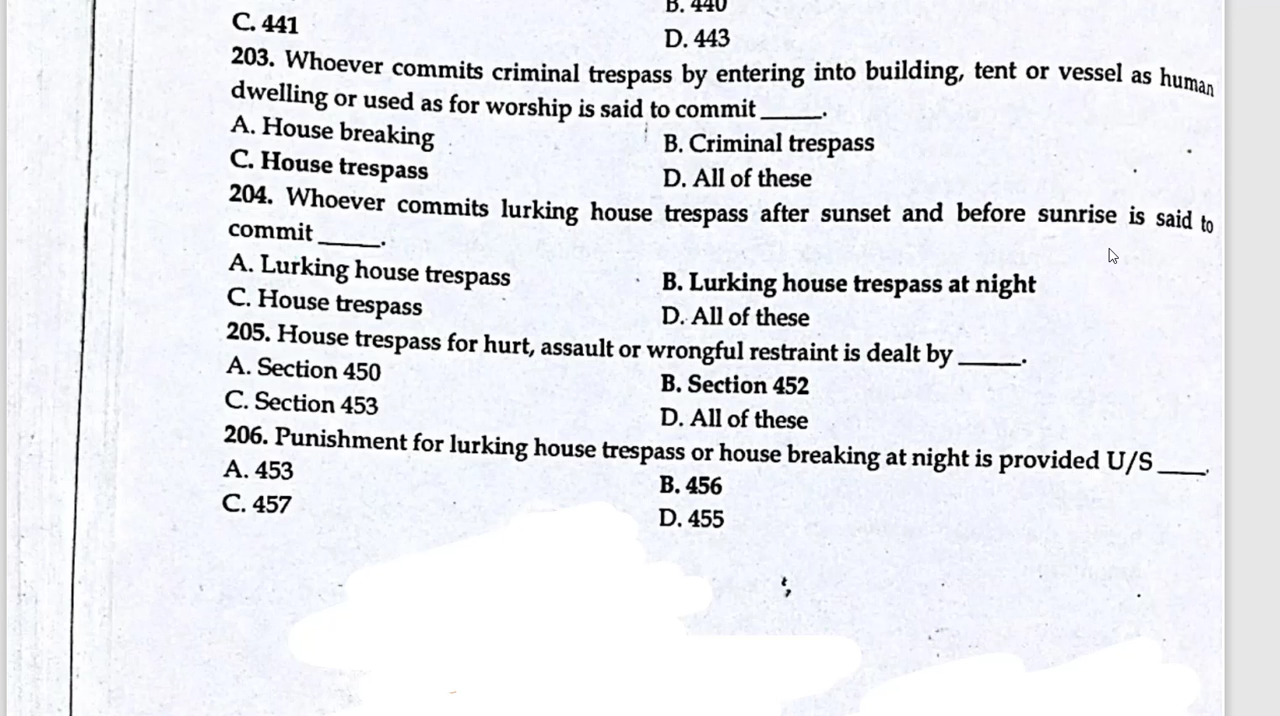 B. 440
C. 441
D. 443
203. Whoever commits criminal trespass by entering into building, tent or vessel as human
dwelling or used as for worship is said to commit _____.
A. House breaking
B. Criminal trespass
C. House trespass
D. All of these
204. Whoever commits lurking house trespass after sunset and before sunrise is said to
commit _____.
A. Lurking house trespass
B. Lurking house trespass at night
C. House trespass
D. All of these
205. House trespass for hurt, assault or wrongful restraint is dealt by _____.
A. Section 450
B. Section 452
C. Section 453
D. All of these
206. Punishment for lurking house trespass or house breaking at night is provided U/S ____.
A. 453
B. 456
C. 457
D. 455